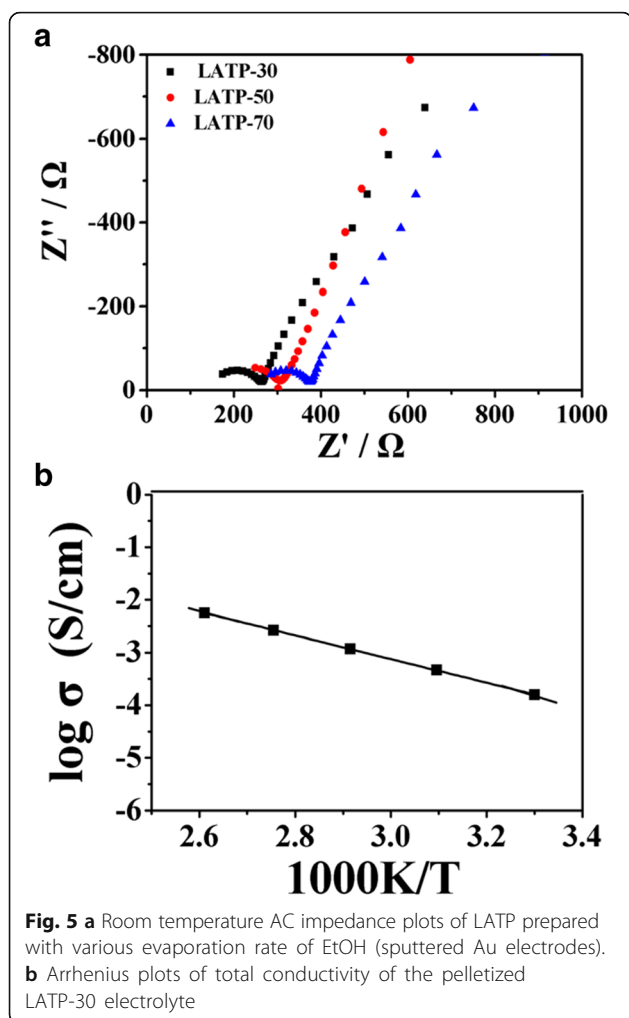 a
-800
-600
-400
-200
0
Z'' / Ω
LATP-30
LATP-50
LATP-70
0 200 400 600 800 1000
Z' / Ω
b
0
-1
-2
-3
-4
-5
-6
log σ (S/cm)
2.6 2.8 3.0 3.2 3.4
1000K/T
Fig. 5 a Room temperature AC impedance plots of LATP prepared
with various evaporation rate of EtOH (sputtered Au electrodes).
b Arrhenius plots of total conductivity of the pelletized
LATP-30 electrolyte